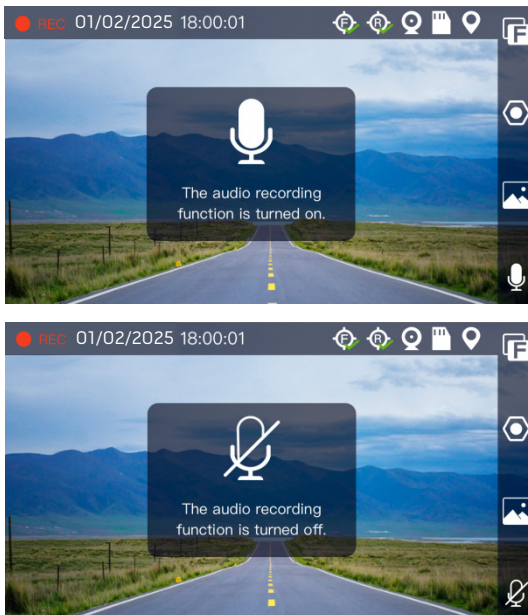 REC 01/02/2025 18:00:01 F R
F
The audio recording
function is turned on.
REC 01/02/2025 18:00:01 F R
F
The audio recording
function is turned off.